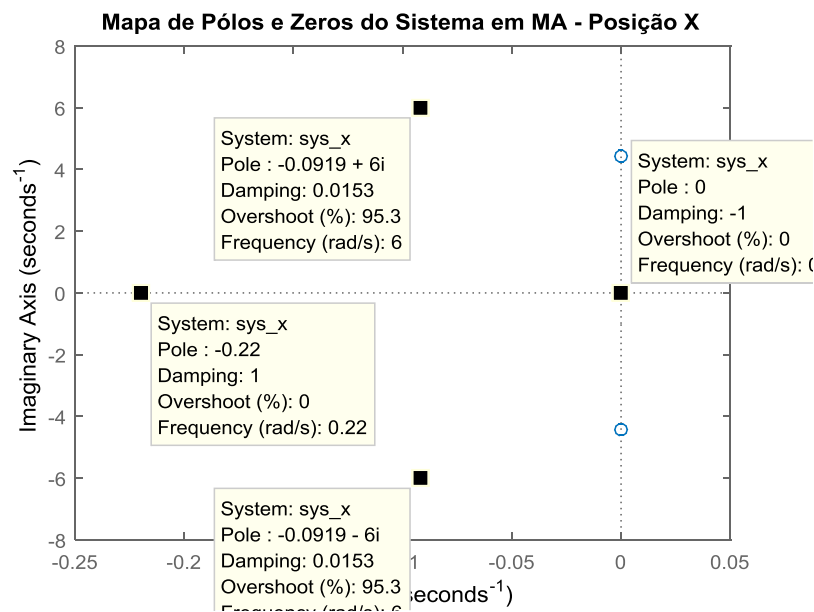 Mapa de Pólos e Zeros do Sistema em MA - Posição X
8
6
4
2
0
-2
-4
-6
-8
Imaginary Axis (seconds-1)
System: sys_x
Pole : -0.0919 + 6i
Damping: 0.0153
Overshoot (%): 95.3
Frequency (rad/s): 6
System: sys_x
Pole : 0
Damping: -1
Overshoot (%): 0
Frequency (rad/s):
System: sys_x
Pole : -0.22
Damping: 1
Overshoot (%): 0
Frequency (rad/s): 0.22
System: sys_x
Pole : -0.0919 - 6i
Damping: 0.0153
Overshoot (%): 95.3
Frequency (rad/s): 6
-0.25
-0.05
0
0.05
seconds-1)